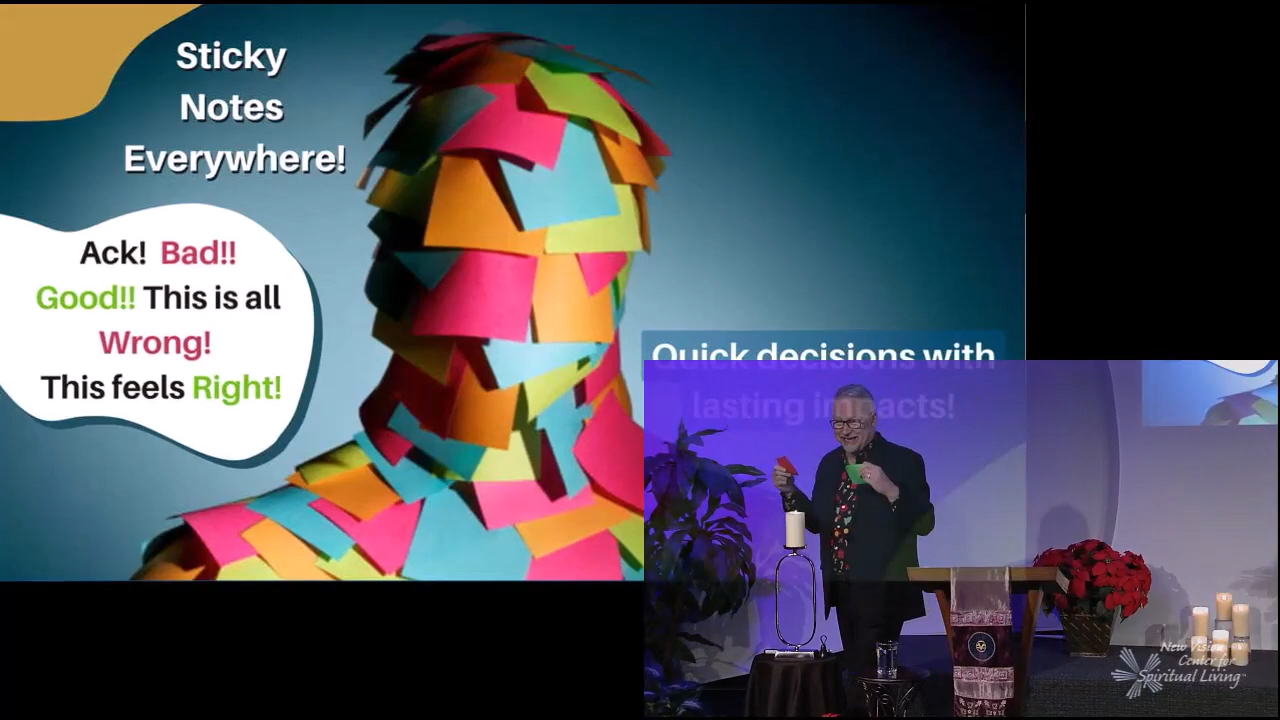 Sticky
Notes
Everywhere!
Ack! Bad!!
Good!! This is all
Wrong!
This feels Right!
Quick decisions with
lasting impacts!
New Vision
Center for
Spiritual Living